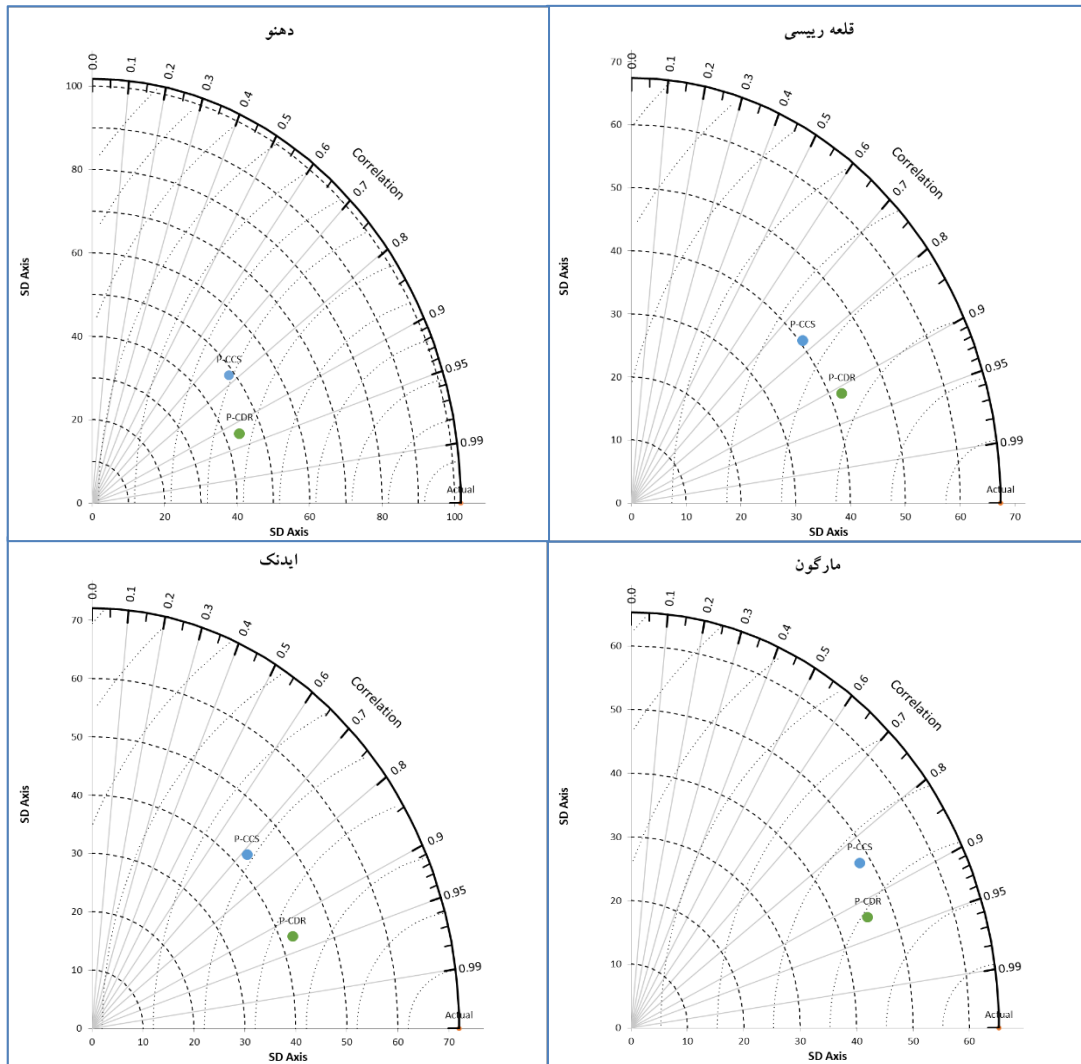 دهنو
0.0
0.1
0.2
0.3
0.4
0.5
0.6
0.7
0.8
0.9
0.95
0.99
Correlation
100
80
60
40
20
0
SD Axis
P-CCS
P-CDR
Actual
0 20 40 60 80 100
SD Axis
قلعه رییسی
0.0
0.1
0.2
0.3
0.4
0.5
0.6
0.7
0.8
0.9
0.95
0.99
Correlation
70
60
50
40
30
20
10
0
SD Axis
P-CCS
P-CDR
Actual
0 10 20 30 40 50 60 70
SD Axis
ایدنک
0.0
0.1
0.2
0.3
0.4
0.5
0.6
0.7
0.8
0.9
0.95
0.99
Correlation
70
60
50
40
30
20
10
0
SD Axis
P-CCS
P-CDR
Actual
0 10 20 30 40 50 60 70
SD Axis
مارگون
0.0
0.1
0.2
0.3
0.4
0.5
0.6
0.7
0.8
0.9
0.95
0.99
Correlation
60
50
40
30
20
10
0
SD Axis
P-CCS
P-CDR
Actual
0 10 20 30 40 50 60
SD Axis